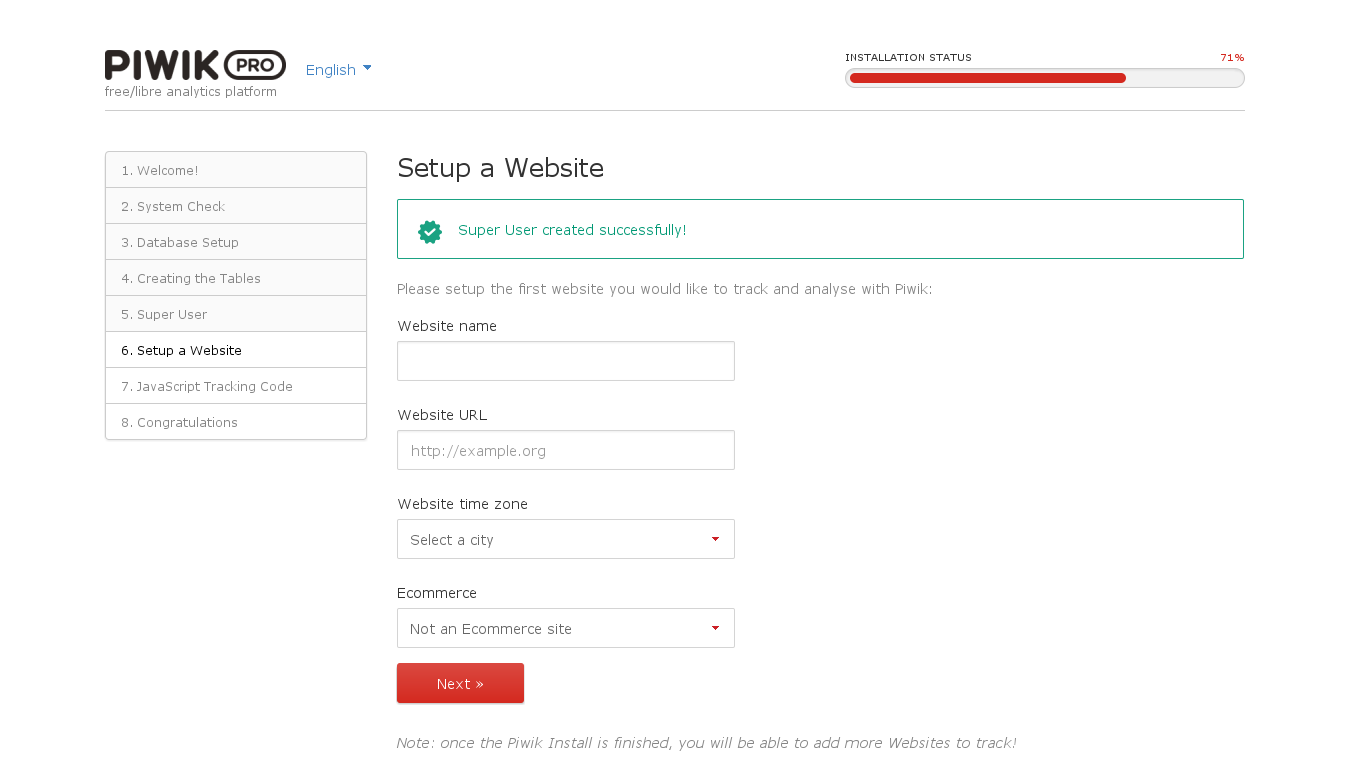 PIWIK PRO
free/libre analytics platform
English
INSTALLATION STATUS 71%
1. Welcome!
2. System Check
3. Database Setup
4. Creating the Tables
5. Super User
6. Setup a Website
7. JavaScript Tracking Code
8. Congratulations
Setup a Website
Super User created successfully!
Please setup the first website you would like to track and analyse with Piwik:
Website name
Website URL
http://example.org
Website time zone
Select a city
Ecommerce
Not an Ecommerce site
Next »
Note: once the Piwik Install is finished, you will be able to add more Websites to track!